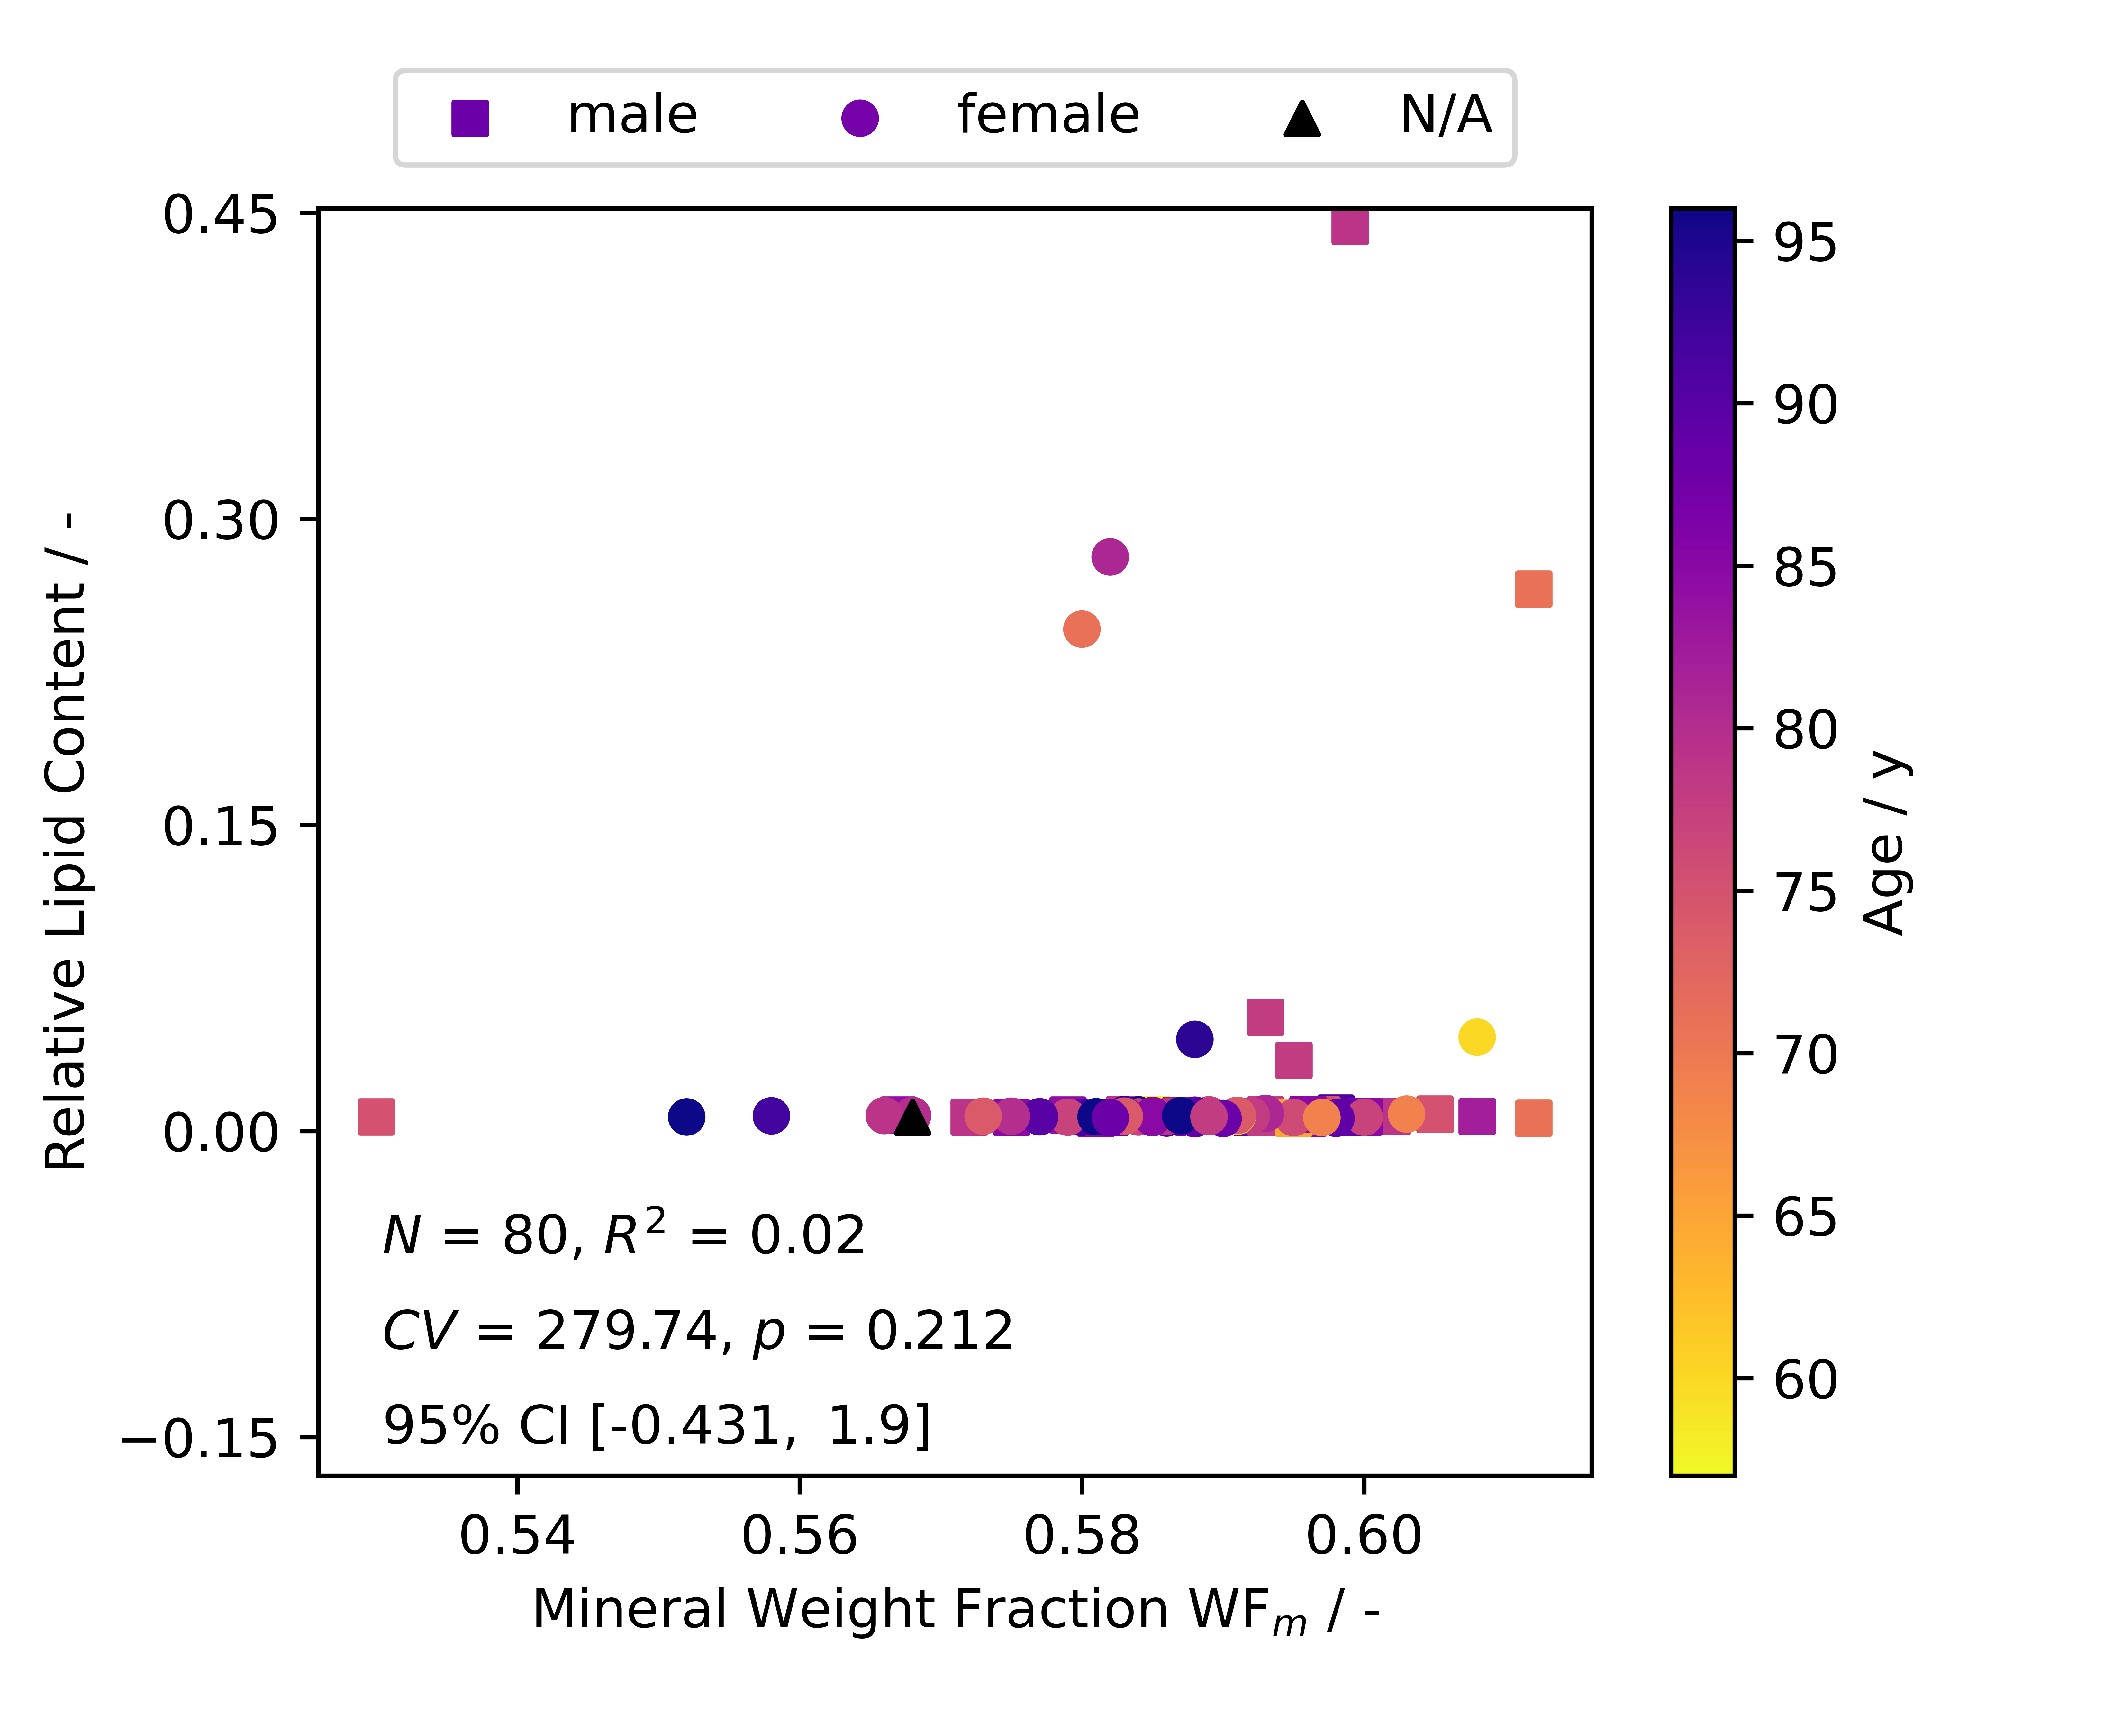 male female N/A
0.45
0.30
0.15
0.00
−0.15
Relative Lipid Content / -
N = 80, R² = 0.02
CV = 279.74, p = 0.212
95% CI [-0.431, 1.9]
0.54 0.56 0.58 0.60
Mineral Weight Fraction WFₘ / -
95
90
85
80
75
70
65
60
Age / y